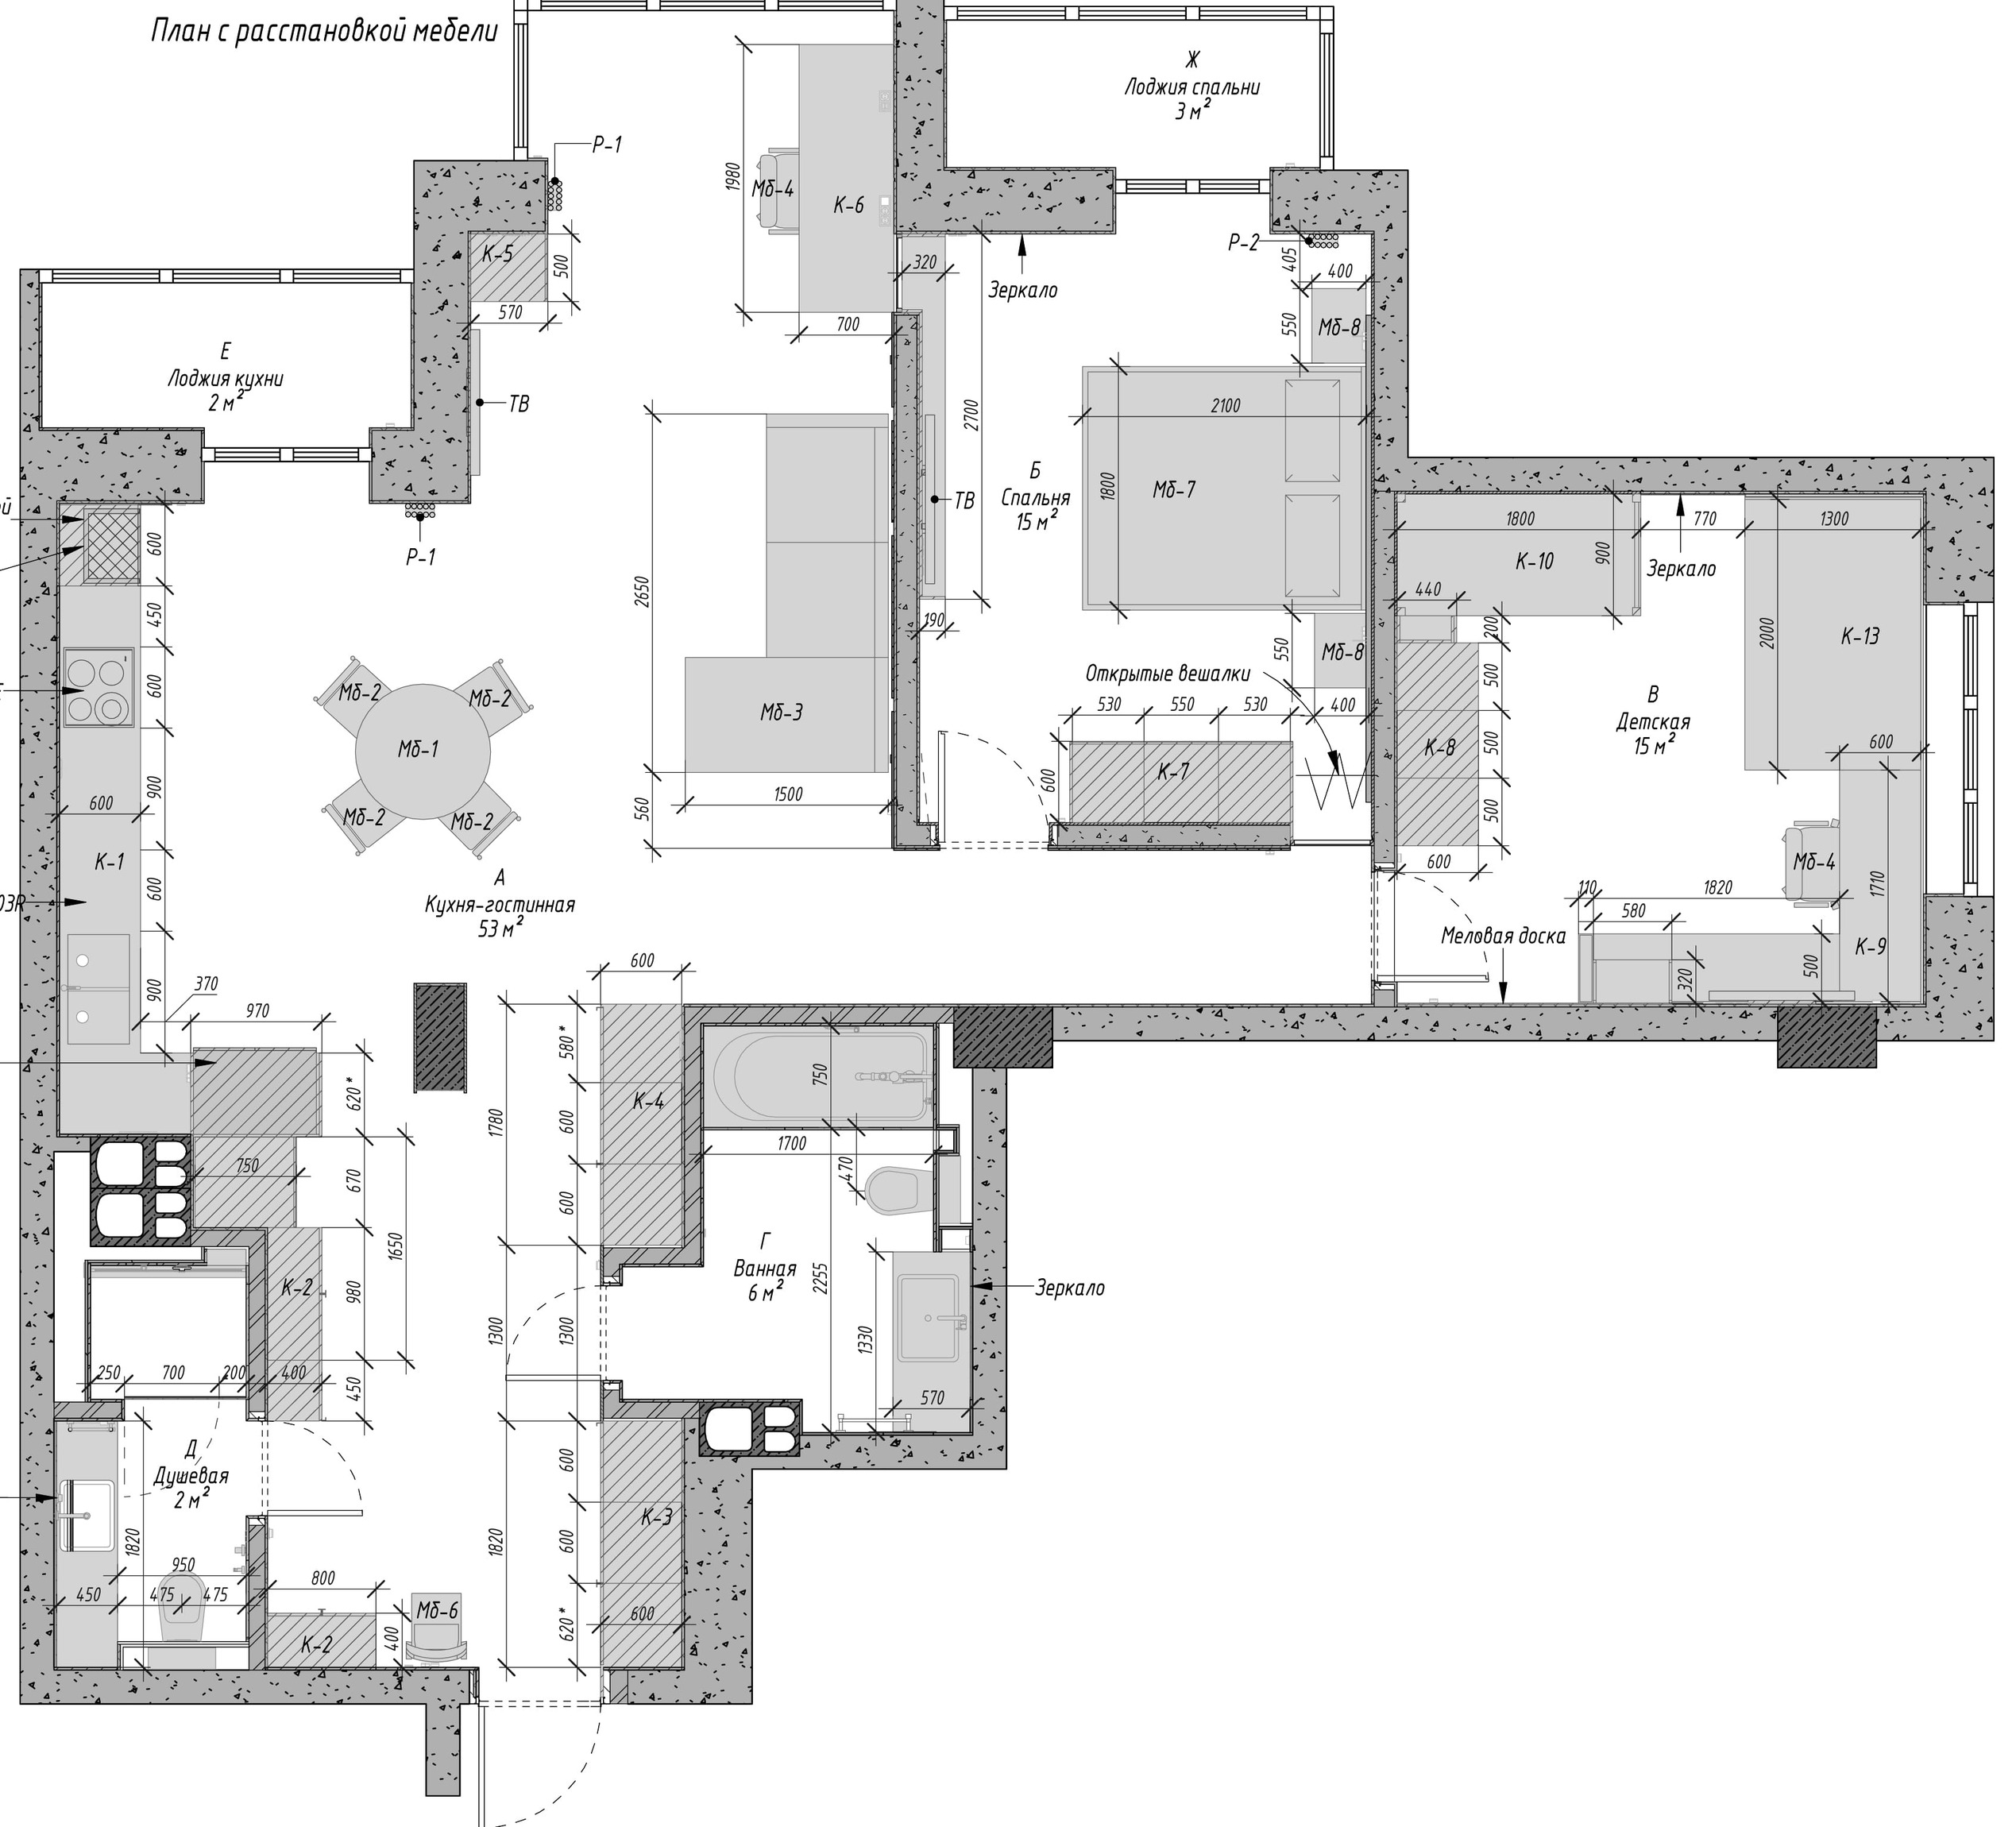 План с расстановкой мебели
Ж
Лоджия спальни
3 м²
Р-1
1980
Мб-4
К-6
К-5
500
570
320
700
Зеркало
Р-2
405
400
550
Мб-8
Е
Лоджия кухни
2 м²
ТВ
2700
2100
1800
Мб-7
Б
Спальня
15 м²
ТВ
ой
Р-1
600
450
600
900
600
900
600
К-1
03R
2650
560
1500
Мб-3
Мб-2
Мб-2
Мб-1
Мб-2
Мб-2
190
550
Мб-8
Открытые вешалки
530
550
530
400
600
К-7
1800
770
1300
К-10
900
Зеркало
440
200
500
500
500
К-8
600
2000
К-13
В
Детская
15 м²
600
Мб-4
1710
110
1820
580
Меловая доска
К-9
320
500
А
Кухня-гостинная
53 м²
370
970
620*
670
980
450
1650
750
К-2
400
600
1780
580*
600
600
К-4
1300
1300
750
1700
470
Г
Ванная
6 м²
2255
1330
570
Зеркало
250
700
200
Д
Душевая
2 м²
1820
950
450
475
475
800
К-2
400
Мб-6
1820
600
600
620*
К-3
600